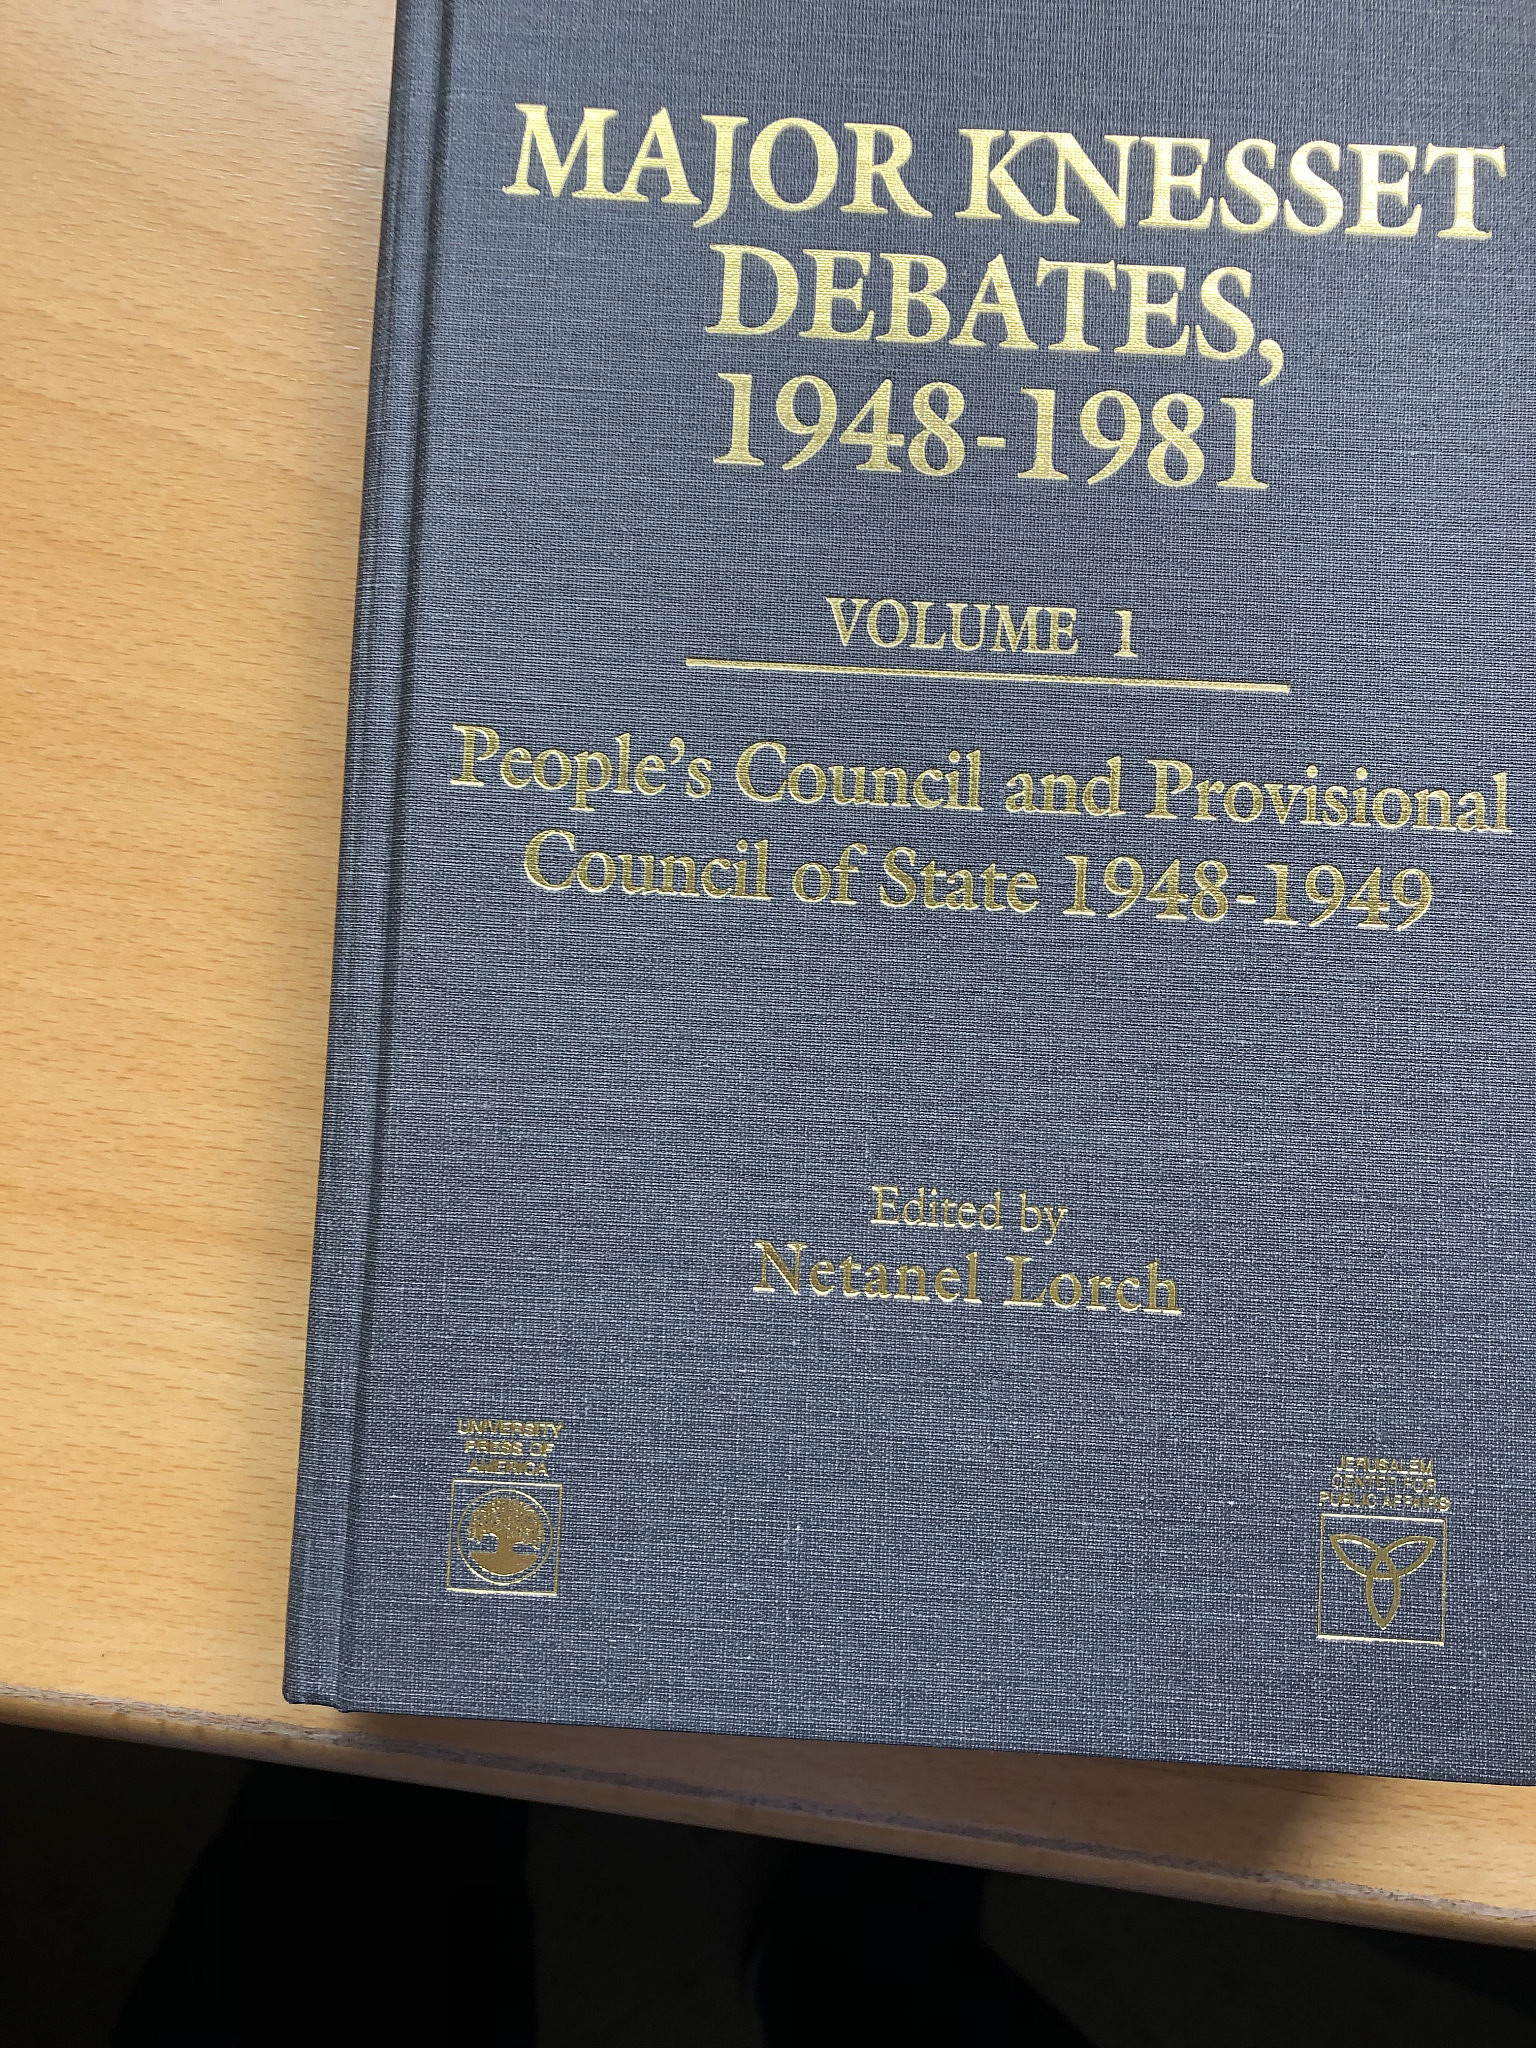 MAJOR KNESSET
DEBATES,
1948-1981
VOLUME 1
People's Council and Provisional
Council of State 1948-1949
Edited by
Netanel Lorch
UNIVERSITY
PRESS OF
AMERICA
JERUSALEM
CENTER FOR
PUBLIC AFFAIRS